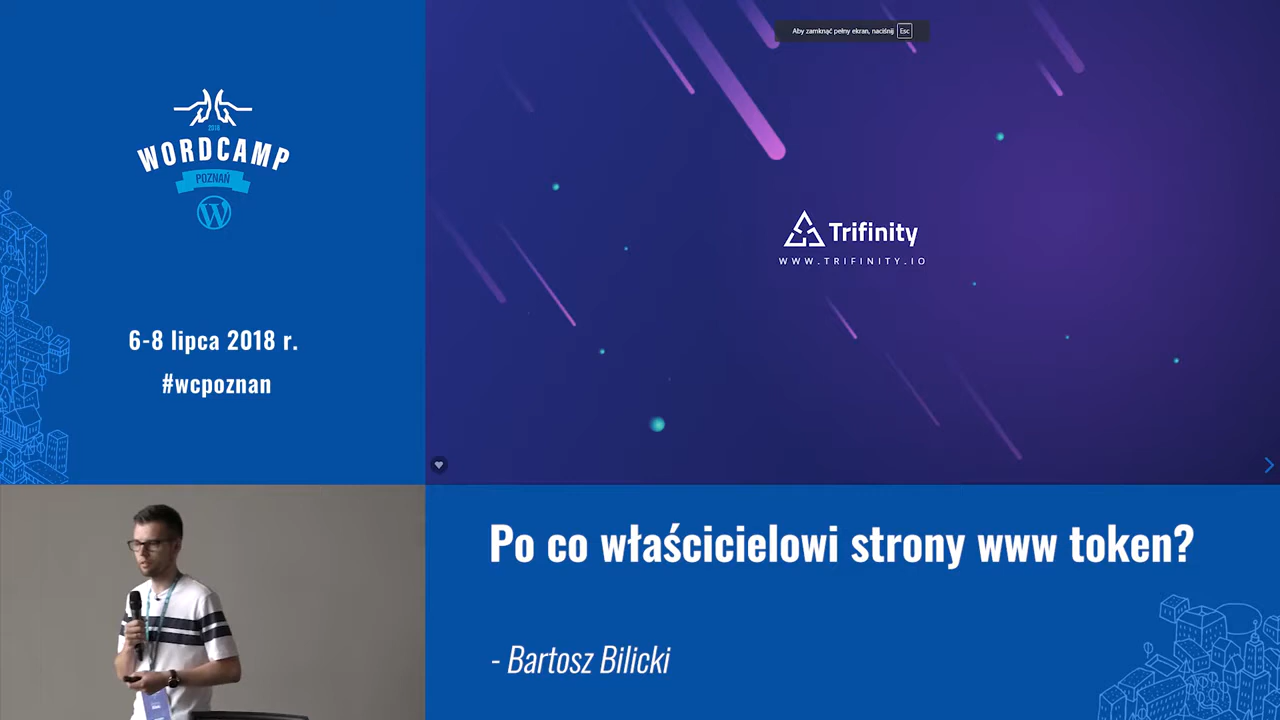 2018
WORDCAMP
POZNAŃ
6-8 lipca 2018 r.
#wcpoznan
Aby zamknąć pełny ekran, naciśnij Esc
Trifinity
WWW.TRIFINITY.IO
Po co właścicielowi strony www token?
- Bartosz Bilicki